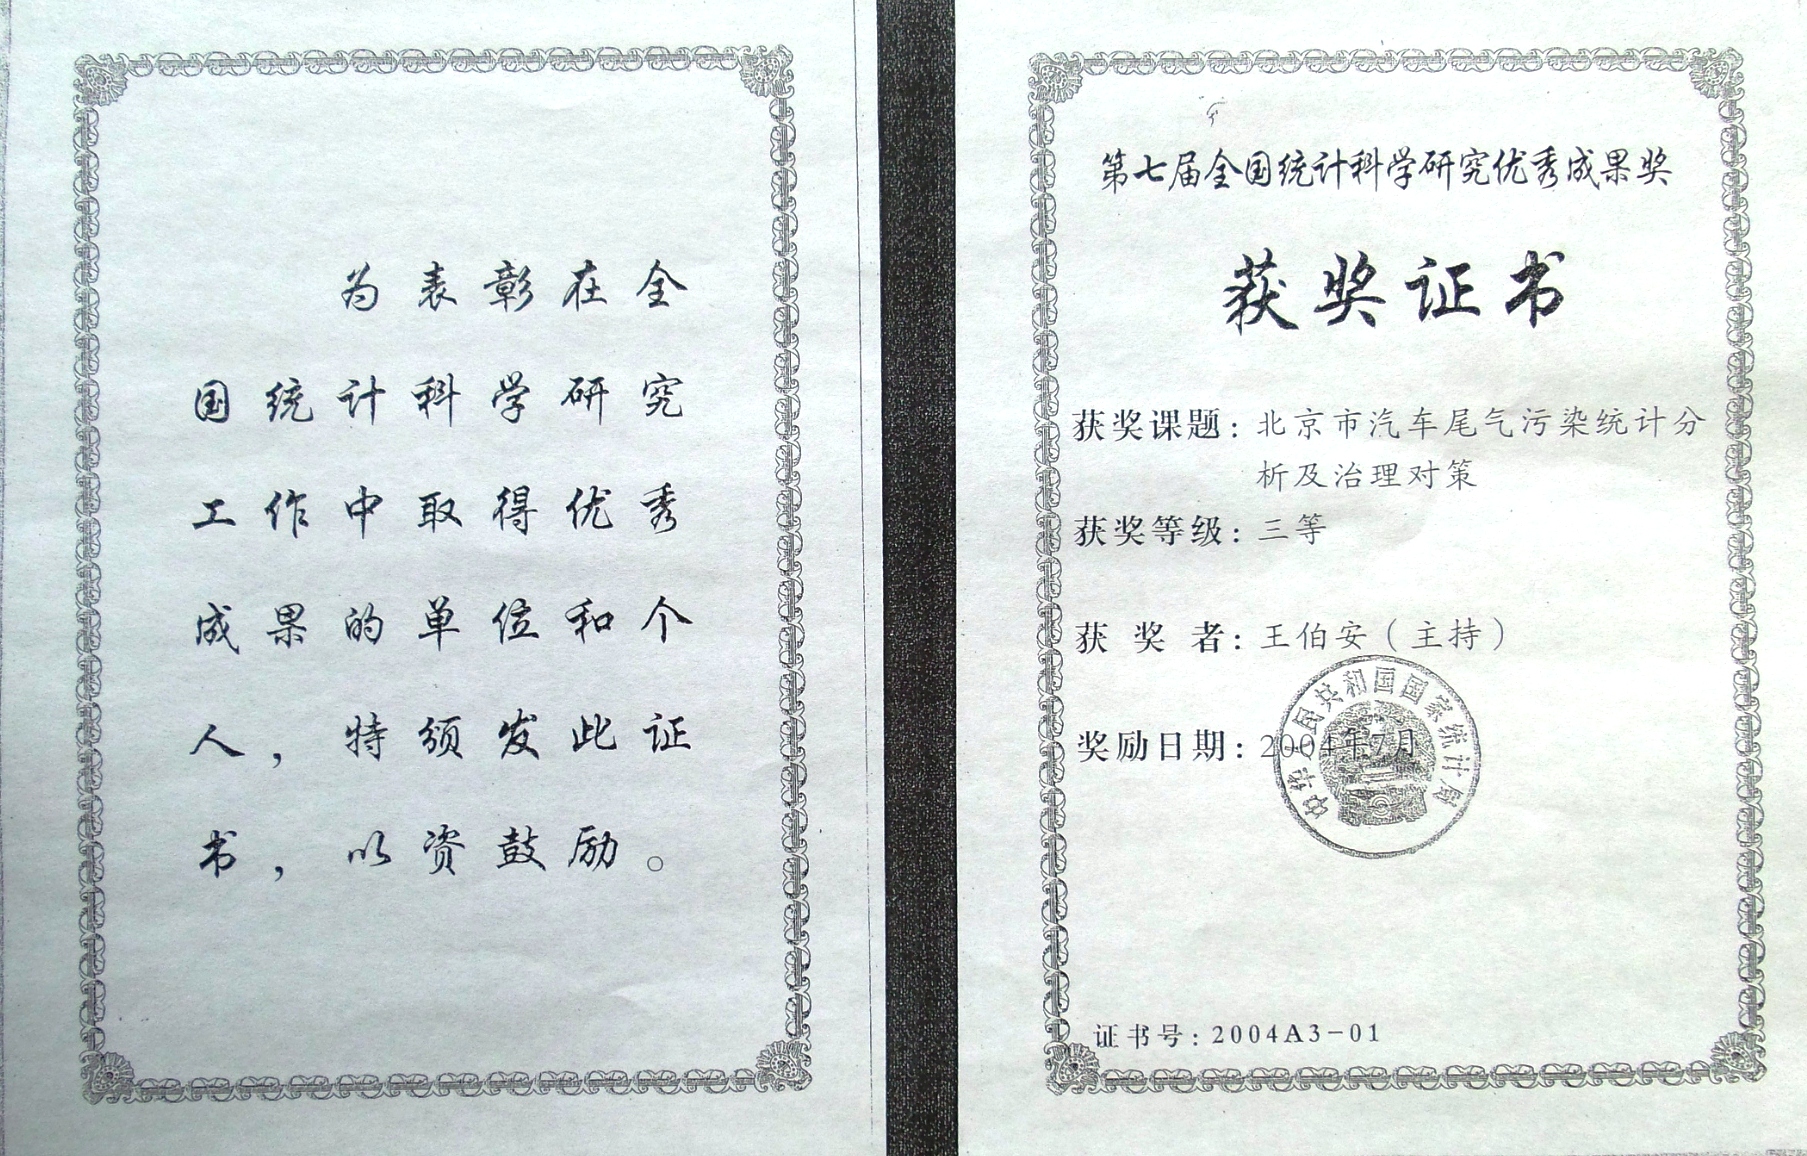 为表彰在全
国统计科学研究
工作中取得优秀
成果的单位和个
人，特颁发此证
书，以资鼓励。
第七届全国统计科学研究优秀成果奖
获奖证书
获奖课题：北京市汽车尾气污染统计分
析及治理对策
获奖等级：三等
获奖者：王伯安（主持）
奖励日期：2004年7月
中华人民共和国国家统计局
证书号：2004A3-01